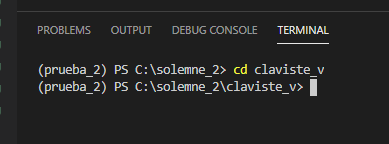 PROBLEMS OUTPUT DEBUG CONSOLE TERMINAL
(prueba_2) PS C:\solemne_2> cd claviste_v
(prueba_2) PS C:\solemne_2\claviste_v>